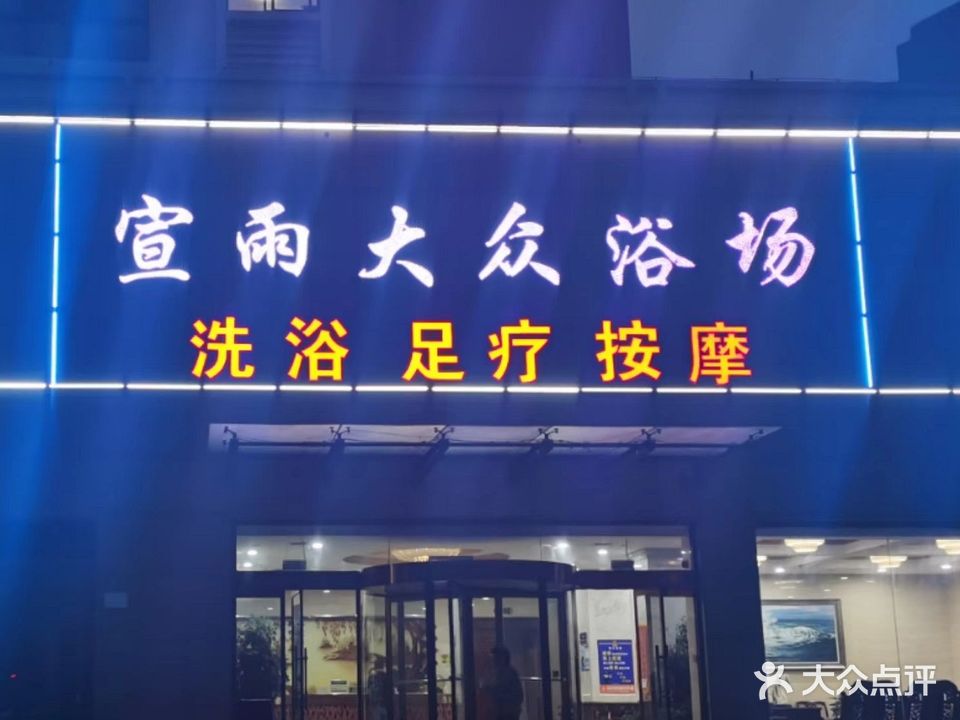 宣雨大众浴场
洗浴 足疗 按摩
大众点评